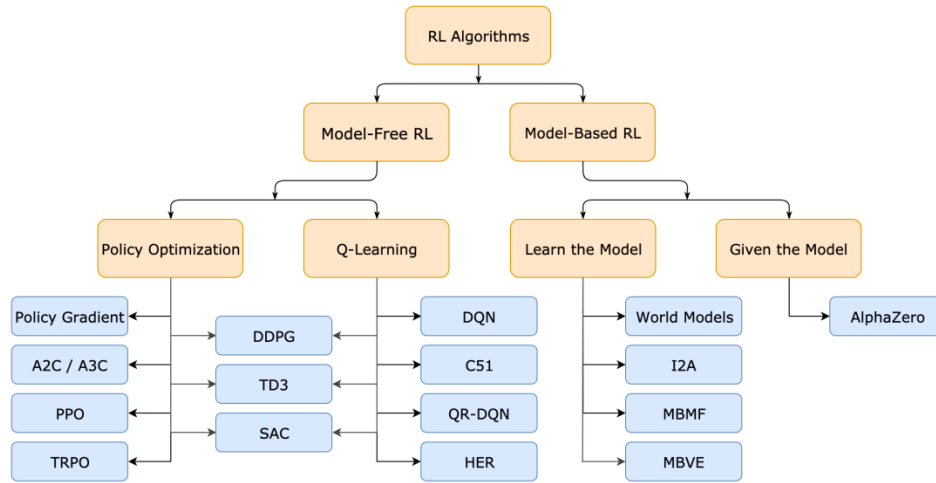 RL Algorithms
Model-Free RL
Model-Based RL
Policy Optimization
Q-Learning
Learn the Model
Given the Model
Policy Gradient
DDPG
DQN
World Models
AlphaZero
A2C / A3C
TD3
C51
I2A
PPO
SAC
QR-DQN
MBMF
TRPO
HER
MBVE